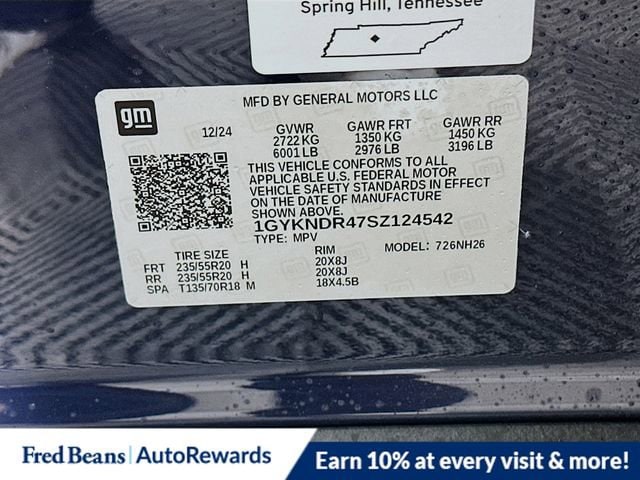 Spring Hill, Tennessee
gm
MFD BY GENERAL MOTORS LLC
12/24 GVWR GAWR FRT GAWR RR
2722 KG 1350 KG 1450 KG
6001 LB 2976 LB 3196 LB
THIS VEHICLE CONFORMS TO ALL
APPLICABLE U.S. FEDERAL MOTOR
VEHICLE SAFETY STANDARDS IN EFFECT
ON THE DATE OF MANUFACTURE
SHOWN ABOVE.
1GYKNDR47SZ124542
TYPE: MPV MODEL: 726NH26
TIRE SIZE RIM
FRT 235/55R20 H 20X8J
RR 235/55R20 H 20X8J
SPA T135/70R18 M 18X4.5B
Fred Beans | AutoRewards Earn 10% at every visit & more!